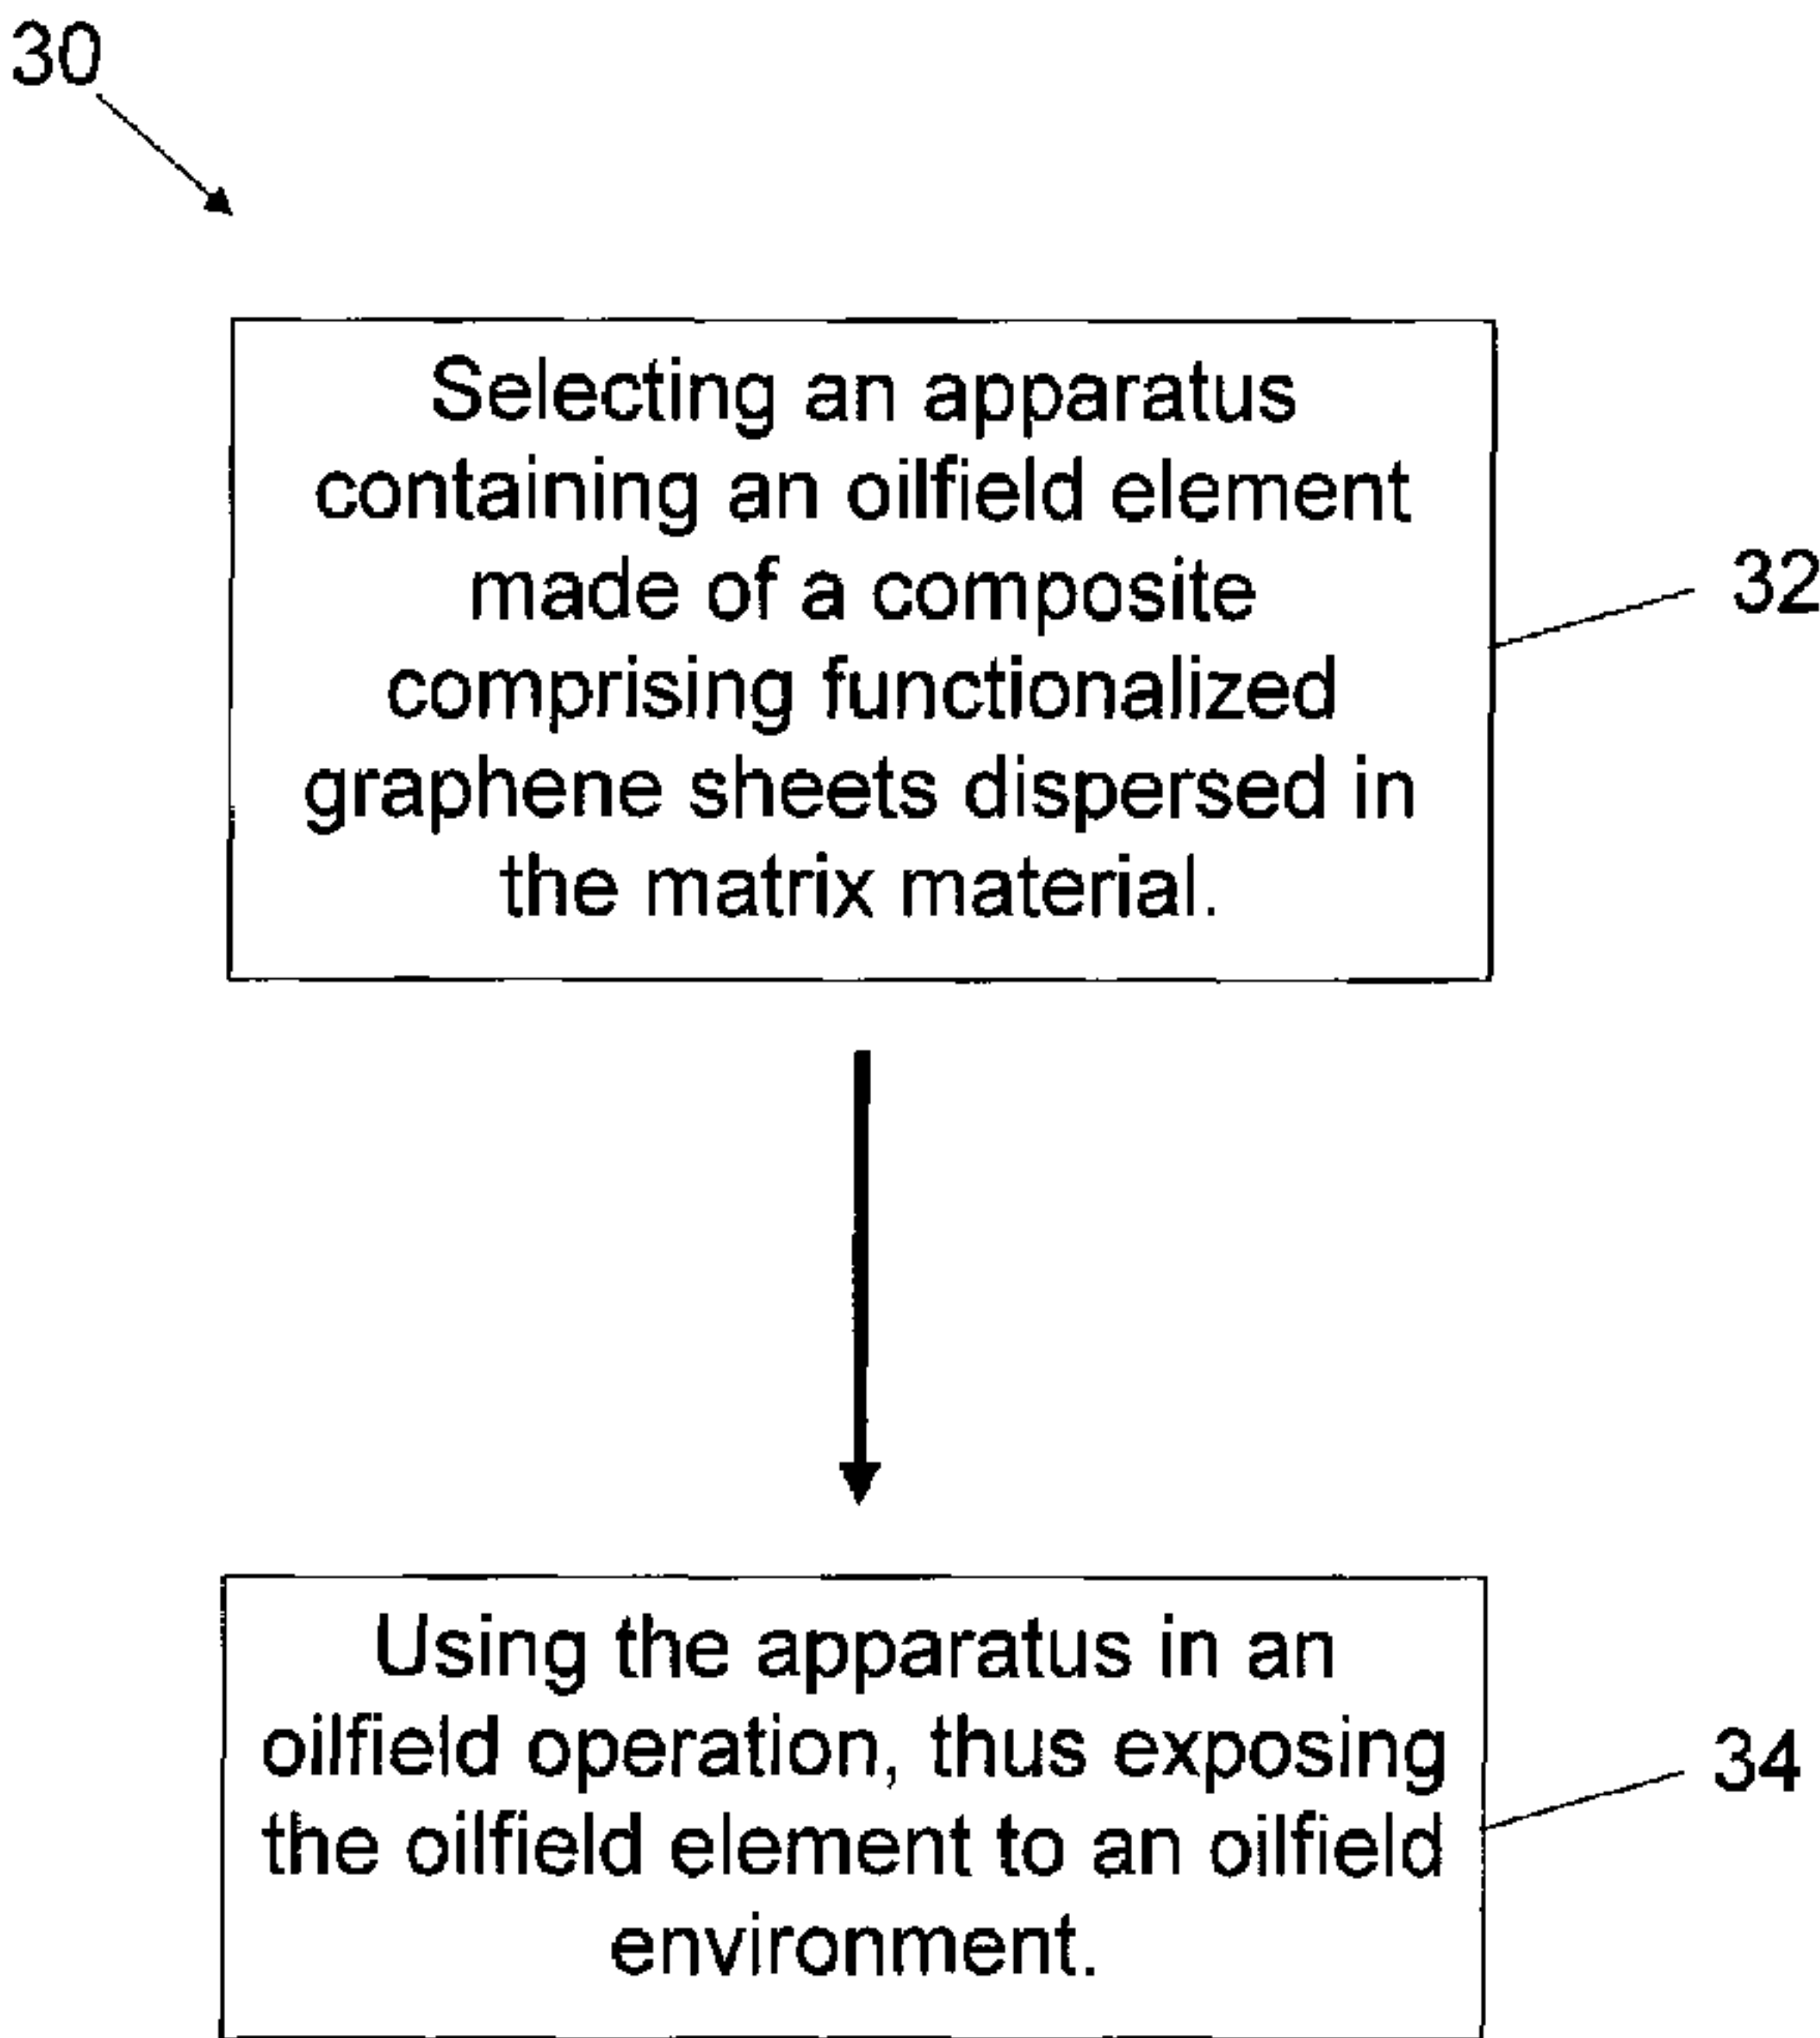 30
Selecting an apparatus
containing an oilfield element
made of a composite
comprising functionalized
graphene sheets dispersed in
the matrix material.
32
Using the apparatus in an
oilfield operation, thus exposing
the oilfield element to an oilfield
environment.
34